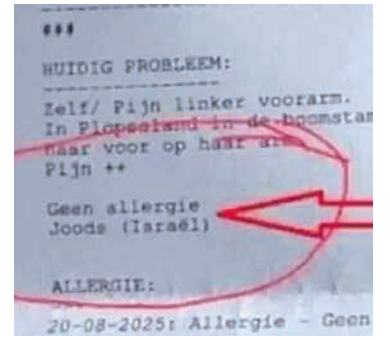 ***
HUIDIG PROBLEEM:
Zelf/ Pijn linker voorarm.
In Plopsaland in de boomstam
naar voor op haar arm
Pijn ++
Geen allergie
Joods (Israël)
ALLERGIE:
20-08-2025: Allergie - Geen